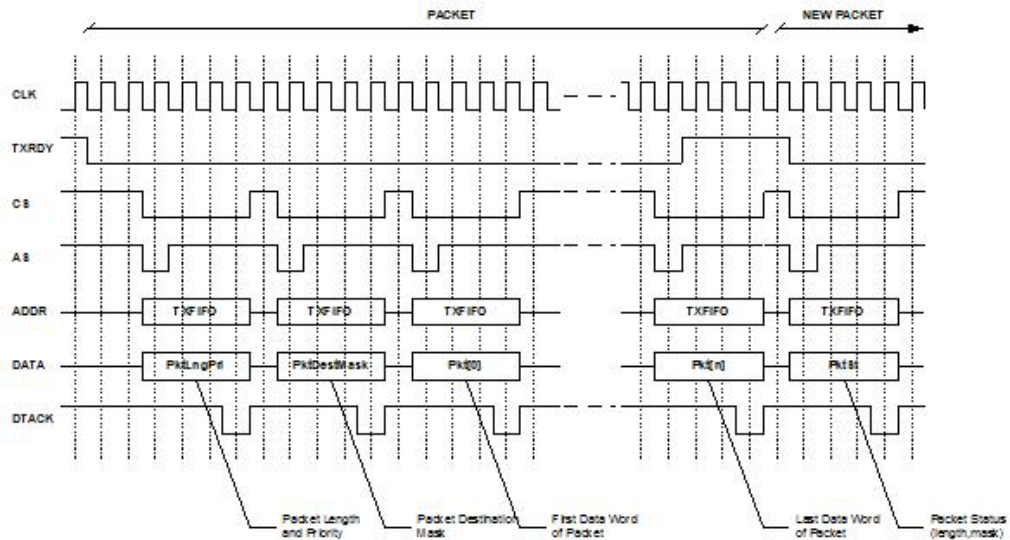 PACKET
NEW PACKET
CLK
TXRDY
CS
AS
ADDR
TXFIFO
TXFIFO
TXFIFO
TXFIFO
TXFIFO
DATA
PktLngPri
PktDestMask
Pkt[0]
Pkt[n]
PktSt
DTACK
Packet Length
and Priority
Packet Destination
Mask
First Data Word
of Packet
Last Data Word
of Packet
Packet Status
(length,mask)